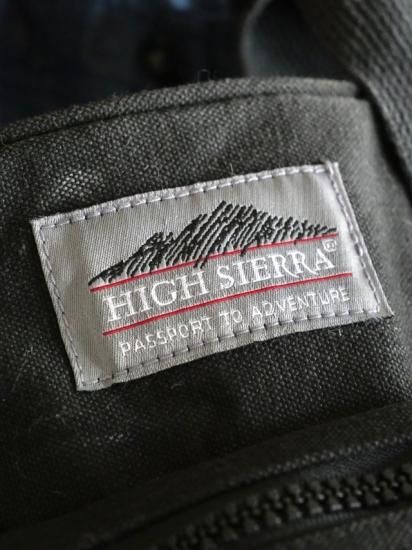 HIGH SIERRA®
PASSPORT TO ADVENTURE